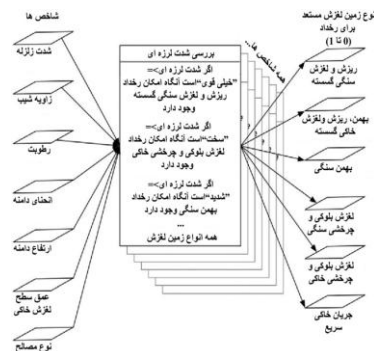 شاخص ها
شدت زلزله
زاویه شیب
رطوبت
انحنای دامنه
ارتفاع دامنه
عمق سطح
لغزش خاکی
نوع مصالح
بررسی شدت لرزه ای
اگر شدت لرزه ای >=
"خیلی قوی" است آنگاه امکان رخداد
ریزش و لغزش سنگی گسسته
وجود دارد
اگر شدت لرزه ای >=
"سخت" است آنگاه امکان رخداد
لغزش بلوکی و چرخشی خاکی
وجود دارد
اگر شدت لرزه ای >=
"شدید" است آنگاه امکان رخداد
بهمن سنگی وجود دارد
...
همه انواع زمین لغزش
همه شاخص ها...
نوع زمین لغزش مستعد
برای رخداد
(0 تا 1)
ریزش و لغزش
سنگی گسسته
بهمن، ریزش ولغزش
خاکی گسسته
بهمن سنگی
لغزش بلوکی و
چرخشی سنگی
لغزش بلوکی و
چرخشی خاکی
جریان خاکی
سریع